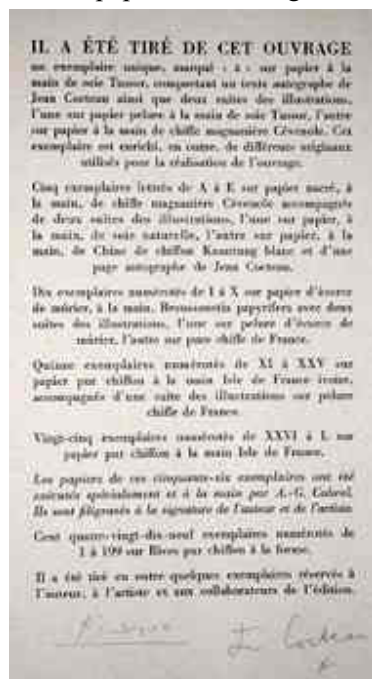 IL A ÉTÉ TIRÉ DE CET OUVRAGE
un exemplaire unique, marqué « a » sur papier à la
main de soie Tussor, comportant un texte autographe de
Jean Cocteau ainsi que deux suites des illustrations,
l'une sur papier pelure à la main de soie Tussor, l'autre
sur papier à la main de chiffe magnanière Cévenole. Cet
exemplaire est enrichi, en outre, de différents originaux
utilisés pour la réalisation de l'ouvrage.
Cinq exemplaires lettrés de A à E sur papier nacré, à
la main, de chiffe magnanière Cévenole accompagnés
de deux suites des illustrations, l'une sur papier, à
la main, de soie naturelle, l'autre sur papier, à la
main, de Chine de chiffon Kouttung blanc et d'une
page autographe de Jean Cocteau.
Dix exemplaires numérotés de I à X sur papier d'écorce
de mûrier, à la main, Broussonetia papyrifera avec deux
suites des illustrations, l'une sur pelure d'écorce de
mûrier, l'autre sur pure chiffe de France.
Quinze exemplaires numérotés de XI à XXV sur
papier pur chiffon à la main Isle de France ivoire,
accompagnés d'une suite des illustrations sur pelure
chiffe de France.
Vingt-cinq exemplaires numérotés de XXVI à L sur
papier pur chiffon à la main Isle de France.
Les papiers de ces cinquante-six exemplaires ont été
exécutés spécialement et à la main par A.-G. Cabrel.
Ils sont filigranés à la signature de l'auteur et de l'artiste
Cent quatre-vingt-dix-neuf exemplaires numérotés de
1 à 199 sur Rives pur chiffon à la forme.
Il a été tiré en outre quelques exemplaires réservés à
l'auteur, à l'artiste et aux collaborateurs de l'édition.
Picasso
Jean Cocteau